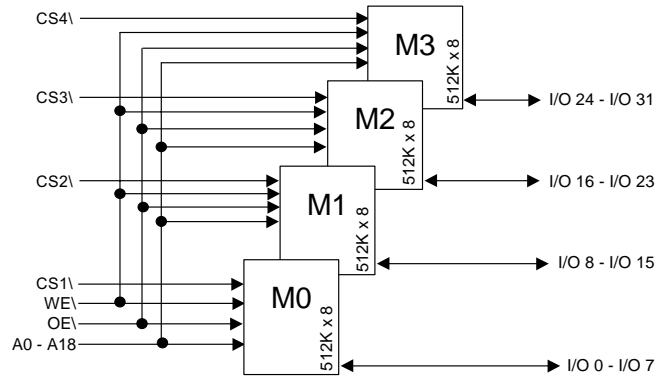 CS4\
M3
512K x 8
I/O 24 - I/O 31
CS3\
M2
512K x 8
I/O 16 - I/O 23
CS2\
M1
512K x 8
I/O 8 - I/O 15
CS1\
WE\
OE\
A0 - A18
M0
512K x 8
I/O 0 - I/O 7